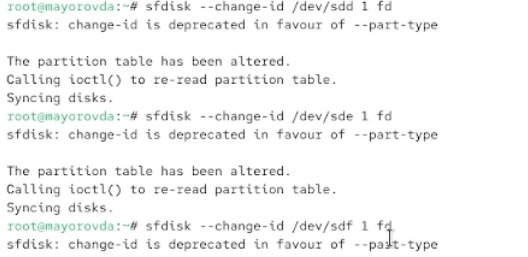 root@mayorovda:~# sfdisk --change-id /dev/sdd 1 fd
sfdisk: change-id is deprecated in favour of --part-type

The partition table has been altered.
Calling ioctl() to re-read partition table.
Syncing disks.
root@mayorovda:~# sfdisk --change-id /dev/sde 1 fd
sfdisk: change-id is deprecated in favour of --part-type

The partition table has been altered.
Calling ioctl() to re-read partition table.
Syncing disks.
root@mayorovda:~# sfdisk --change-id /dev/sdf 1 fd
sfdisk: change-id is deprecated in favour of --part-type